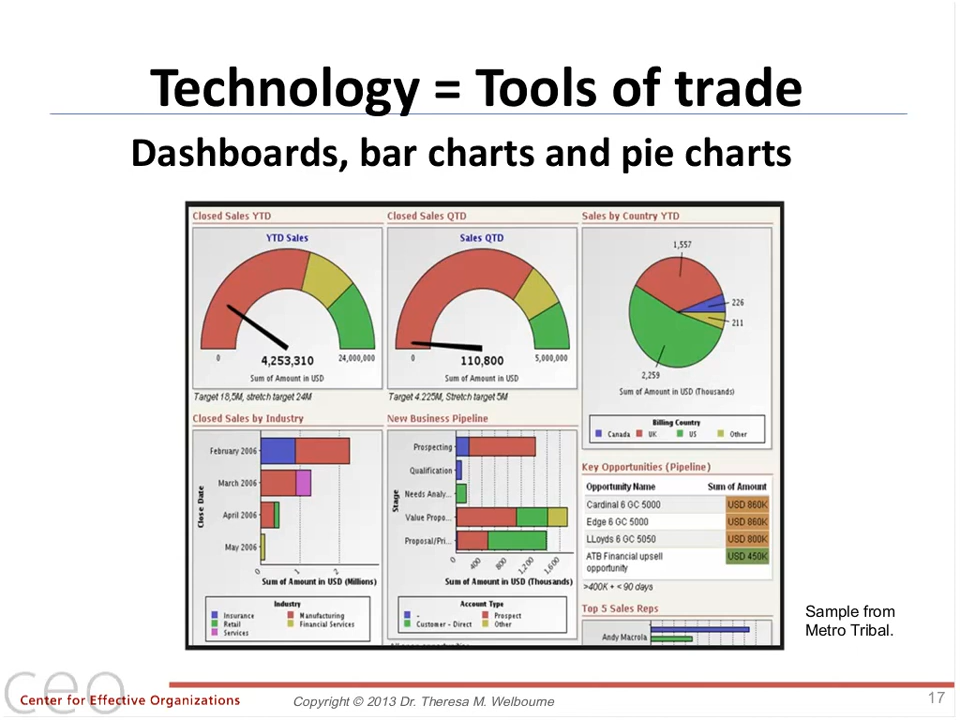 Technology = Tools of trade
Dashboards, bar charts and pie charts
Closed Sales YTD
YTD Sales
0
4,253,310
24,000,000
Sum of Amount in USD
Target 18,5M, stretch target 24M
Closed Sales QTD
Sales QTD
0
110,800
5,000,000
Sum of Amount in USD
Target 4.225M, stretch target 5M
Sales by Country YTD
1,557
226
211
2,259
Sum of Amount in USD (Thousands)
Billing Country
Canada UK US Other
Closed Sales by Industry
Close Date
February 2006
March 2006
April 2006
May 2006
0 1 2
Sum of Amount in USD (Millions)
Industry
Insurance Manufacturing
Retail Financial Services
Services
New Business Pipeline
Stage
Prospecting
Qualification
Needs Analy...
Value Propo...
Proposal/Pri...
0 400 800 1,200 1,600
Sum of Amount in USD (Thousands)
Account Type
- Prospect
Customer - Direct Other
Key Opportunities (Pipeline)
Opportunity Name Sum of Amount
Cardinal 6 GC 5000 USD 860K
Edge 6 GC 5000 USD 860K
LLoyds 6 GC 5050 USD 800K
ATB Financial upsell USD 450K
opportunity
>400K + < 90 days
Top 5 Sales Reps
Andy Macrola
Sample from
Metro Tribal.
ceo
Center for Effective Organizations
Copyright © 2013 Dr. Theresa M. Welbourne
17